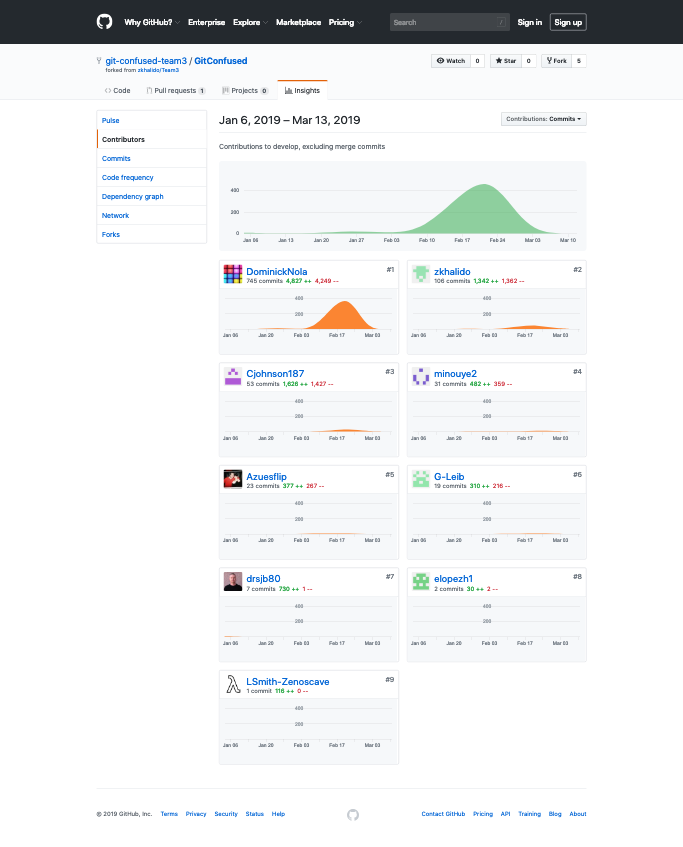 Why GitHub? Enterprise Explore Marketplace Pricing Search / Sign in Sign up
git-confused-team3 / GitConfused Watch 0 Star 0 Fork 5
forked from zkhalido/Team3
Code Pull requests 1 Projects 0 Insights
Pulse
Contributors
Commits
Code frequency
Dependency graph
Network
Forks
Jan 6, 2019 – Mar 13, 2019 Contributions: Commits
Contributions to develop, excluding merge commits
400
200
0
Jan 06 Jan 13 Jan 20 Jan 27 Feb 03 Feb 10 Feb 17 Feb 24 Mar 03 Mar 10
DominickNola #1
745 commits 4,827 ++ 4,249 --
400
200
Jan 06 Jan 20 Feb 03 Feb 17 Mar 03
zkhalido #2
106 commits 1,342 ++ 1,362 --
400
200
Jan 06 Jan 20 Feb 03 Feb 17 Mar 03
Cjohnson187 #3
53 commits 1,626 ++ 1,427 --
400
200
Jan 06 Jan 20 Feb 03 Feb 17 Mar 03
minouye2 #4
31 commits 482 ++ 359 --
400
200
Jan 06 Jan 20 Feb 03 Feb 17 Mar 03
Azuesflip #5
23 commits 377 ++ 267 --
400
200
Jan 06 Jan 20 Feb 03 Feb 17 Mar 03
G-Leib #6
19 commits 310 ++ 216 --
400
200
Jan 06 Jan 20 Feb 03 Feb 17 Mar 03
drsjb80 #7
7 commits 730 ++ 1 --
400
200
Jan 06 Jan 20 Feb 03 Feb 17 Mar 03
elopezh1 #8
2 commits 30 ++ 2 --
400
200
Jan 06 Jan 20 Feb 03 Feb 17 Mar 03
LSmith-Zenoscave #9
1 commit 116 ++ 0 --
400
200
Jan 06 Jan 20 Feb 03 Feb 17 Mar 03
© 2019 GitHub, Inc. Terms Privacy Security Status Help Contact GitHub Pricing API Training Blog About